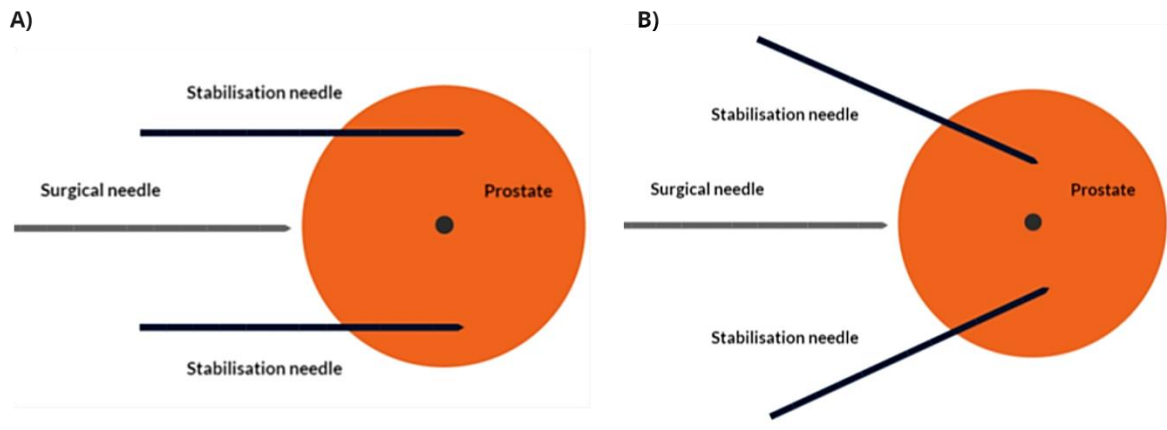 A)
Stabilisation needle
Surgical needle
Prostate
Stabilisation needle
B)
Stabilisation needle
Surgical needle
Prostate
Stabilisation needle